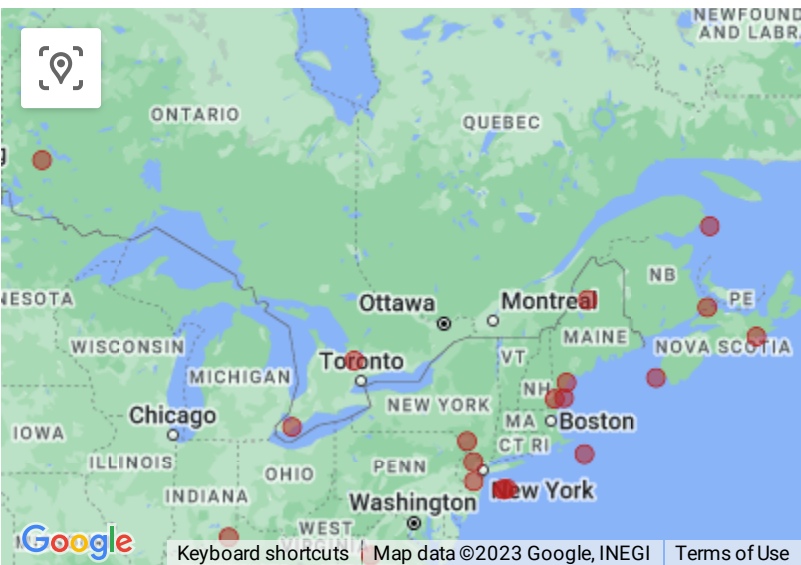 NEWFOUND
AND LABR
ONTARIO
QUEBEC
g
NB
NESOTA
Ottawa
Montreal
PE
MAINE
WISCONSIN
Toronto
VT
NOVA SCOTIA
MICHIGAN
NH
NEW YORK
Chicago
MA
Boston
IOWA
CT RI
ILLINOIS
PENN
OHIO
INDIANA
New York
Washington
WEST
VIRGINIA
Google
Keyboard shortcuts
Map data ©2023 Google, INEGI
Terms of Use